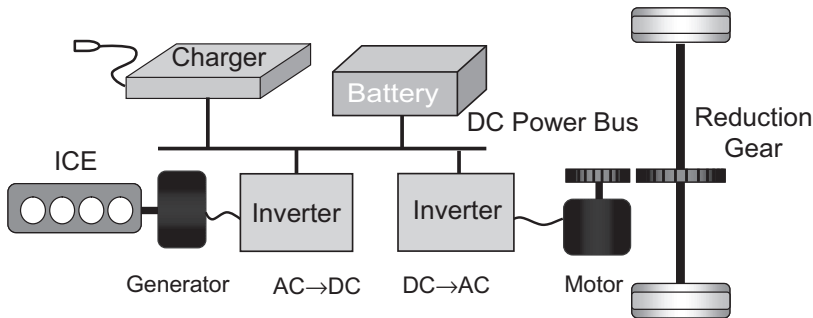 Charger
Battery
DC Power Bus
Reduction
Gear
ICE
Inverter
Inverter
Generator
AC→DC
DC→AC
Motor